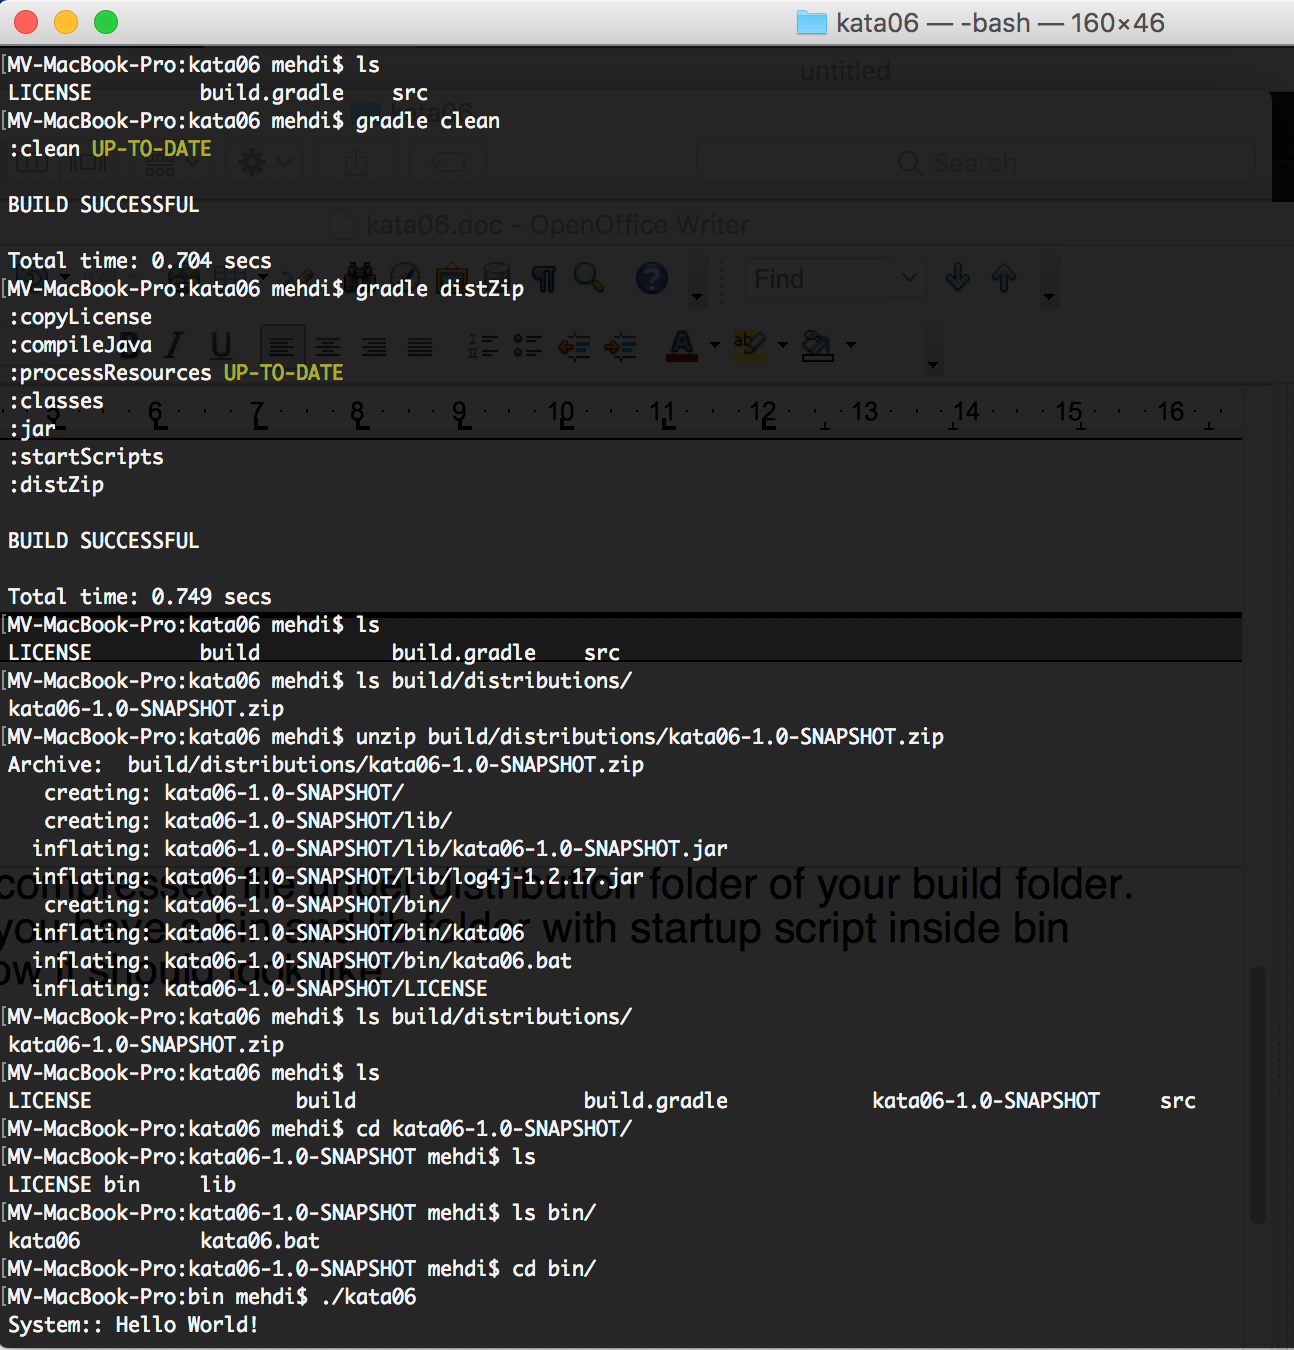 kata06 — -bash — 160×46
untitled
[MV-MacBook-Pro:kata06 mehdi$ ls
LICENSE build.gradle src
kata06
[MV-MacBook-Pro:kata06 mehdi$ gradle clean
:clean UP-TO-DATE
Search
BUILD SUCCESSFUL
kata06.doc - OpenOffice Writer
Total time: 0.704 secs
Find
[MV-MacBook-Pro:kata06 mehdi$ gradle distZip
:copyLicense
:compileJava
:processResources UP-TO-DATE
:classes
5 6 7 8 9 10 11 12 13 14 15 16
:jar
:startScripts
:distZip
BUILD SUCCESSFUL
Total time: 0.749 secs
[MV-MacBook-Pro:kata06 mehdi$ ls
LICENSE build build.gradle src
[MV-MacBook-Pro:kata06 mehdi$ ls build/distributions/
kata06-1.0-SNAPSHOT.zip
[MV-MacBook-Pro:kata06 mehdi$ unzip build/distributions/kata06-1.0-SNAPSHOT.zip
Archive: build/distributions/kata06-1.0-SNAPSHOT.zip
creating: kata06-1.0-SNAPSHOT/
creating: kata06-1.0-SNAPSHOT/lib/
inflating: kata06-1.0-SNAPSHOT/lib/kata06-1.0-SNAPSHOT.jar
inflating: kata06-1.0-SNAPSHOT/lib/log4j-1.2.17.jar
compressed file under distribution folder of your build folder.
creating: kata06-1.0-SNAPSHOT/bin/
inflating: kata06-1.0-SNAPSHOT/bin/kata06
you have a bin and lib folder with startup script inside bin
inflating: kata06-1.0-SNAPSHOT/bin/kata06.bat
it should look like
inflating: kata06-1.0-SNAPSHOT/LICENSE
[MV-MacBook-Pro:kata06 mehdi$ ls build/distributions/
kata06-1.0-SNAPSHOT.zip
[MV-MacBook-Pro:kata06 mehdi$ ls
LICENSE build build.gradle kata06-1.0-SNAPSHOT src
[MV-MacBook-Pro:kata06 mehdi$ cd kata06-1.0-SNAPSHOT/
[MV-MacBook-Pro:kata06-1.0-SNAPSHOT mehdi$ ls
LICENSE bin lib
[MV-MacBook-Pro:kata06-1.0-SNAPSHOT mehdi$ ls bin/
kata06 kata06.bat
[MV-MacBook-Pro:kata06-1.0-SNAPSHOT mehdi$ cd bin/
[MV-MacBook-Pro:bin mehdi$ ./kata06
System:: Hello World!